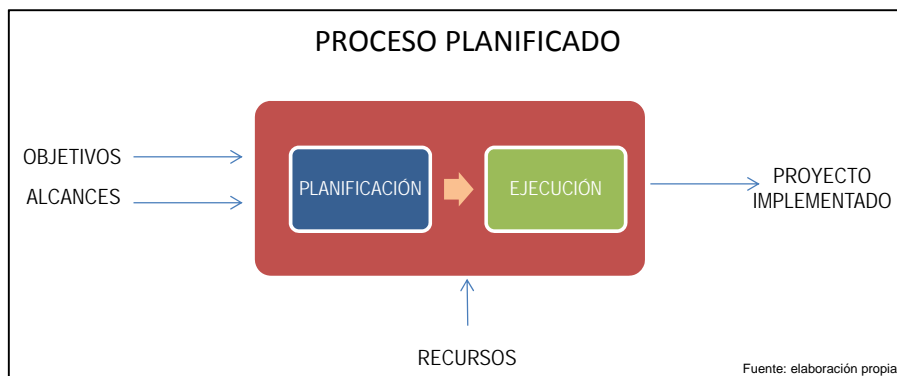 PROCESO PLANIFICADO
OBJETIVOS
ALCANCES
PLANIFICACIÓN
EJECUCIÓN
PROYECTO
IMPLEMENTADO
RECURSOS
Fuente: elaboración propia